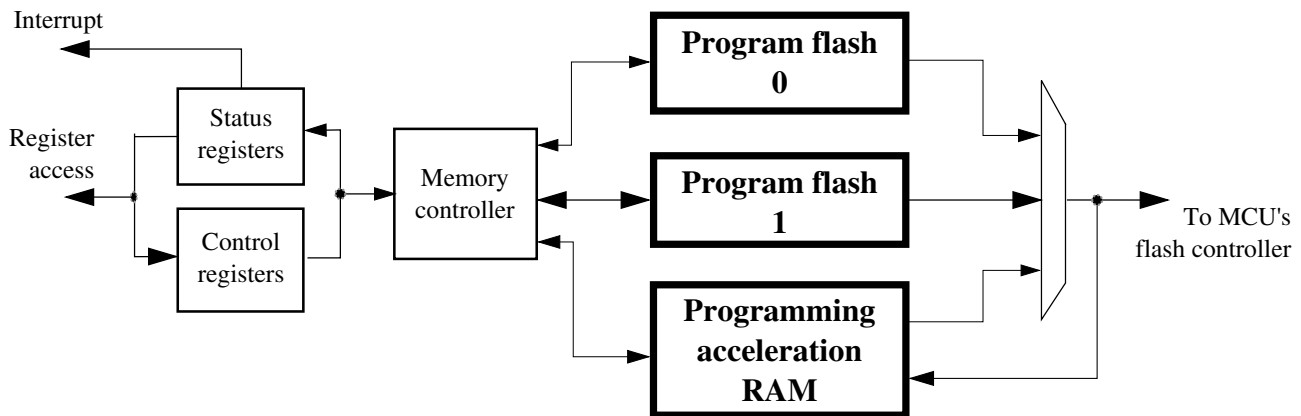 Interrupt
Register
access
Status
registers
Control
registers
Memory
controller
Program flash
0
Program flash
1
Programming
acceleration
RAM
To MCU's
flash controller